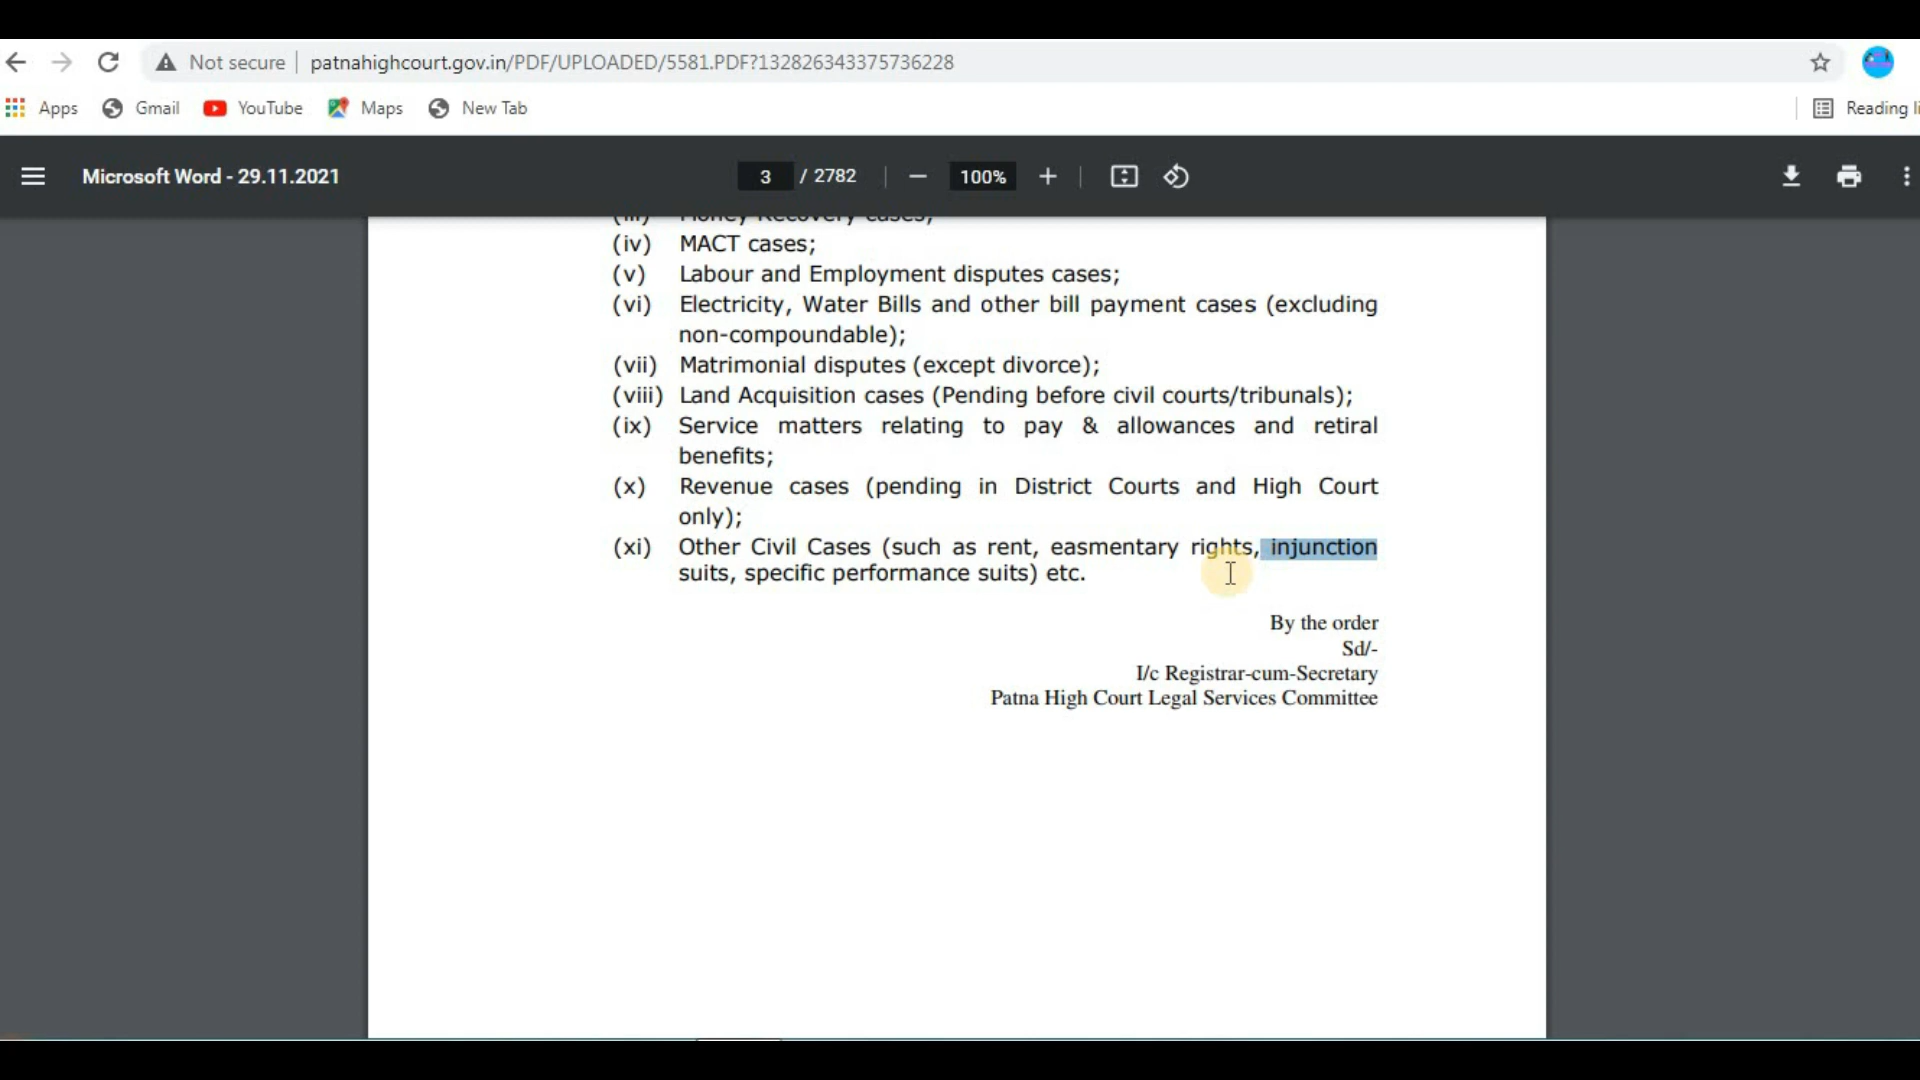 Not secure patnahighcourt.gov.in/PDF/UPLOADED/5581.PDF?132826343375736228
Apps Gmail YouTube Maps New Tab Reading li
Microsoft Word - 29.11.2021 3 / 2782 100%
(iii) Money Recovery cases;
(iv) MACT cases;
(v) Labour and Employment disputes cases;
(vi) Electricity, Water Bills and other bill payment cases (excluding
non-compoundable);
(vii) Matrimonial disputes (except divorce);
(viii) Land Acquisition cases (Pending before civil courts/tribunals);
(ix) Service matters relating to pay & allowances and retiral
benefits;
(x) Revenue cases (pending in District Courts and High Court
only);
(xi) Other Civil Cases (such as rent, easmentary rights, injunction
suits, specific performance suits) etc.
By the order
Sd/-
I/c Registrar-cum-Secretary
Patna High Court Legal Services Committee